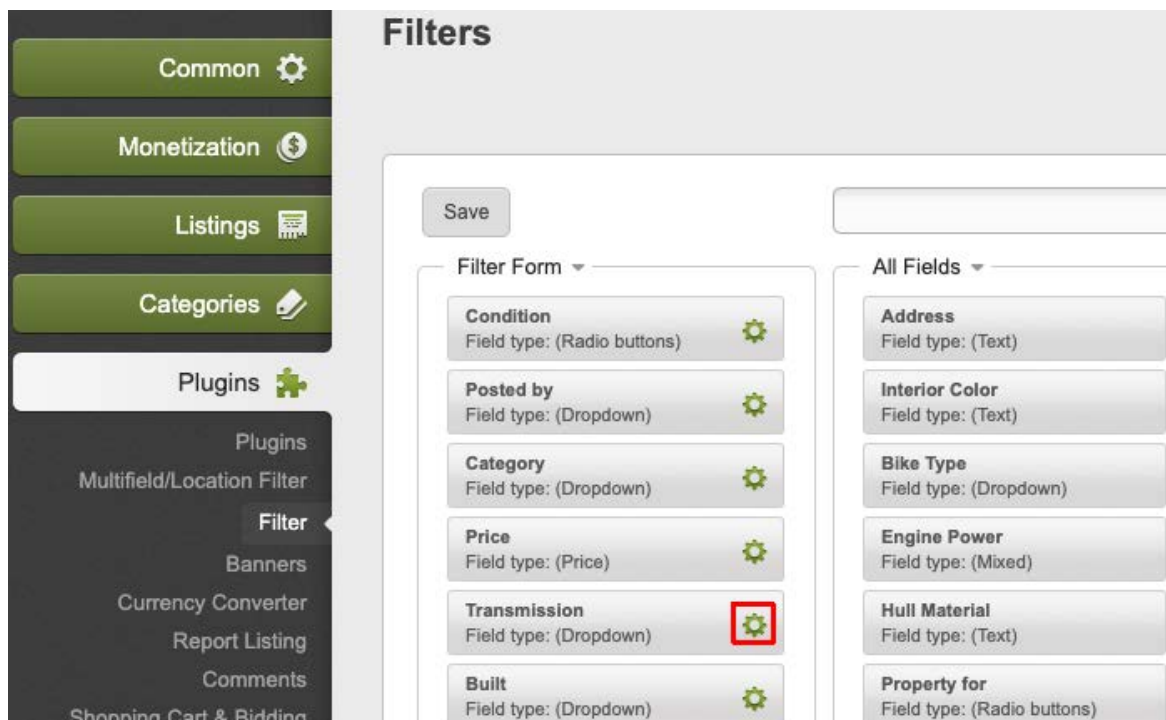 Filters
Common
Monetization
Listings
Categories
Plugins
Plugins
Multifield/Location Filter
Filter
Banners
Currency Converter
Report Listing
Comments
Shopping Cart & Bidding
Save
Filter Form
Condition
Field type: (Radio buttons)
Posted by
Field type: (Dropdown)
Category
Field type: (Dropdown)
Price
Field type: (Price)
Transmission
Field type: (Dropdown)
Built
Field type: (Dropdown)
All Fields
Address
Field type: (Text)
Interior Color
Field type: (Text)
Bike Type
Field type: (Dropdown)
Engine Power
Field type: (Mixed)
Hull Material
Field type: (Text)
Property for
Field type: (Radio buttons)